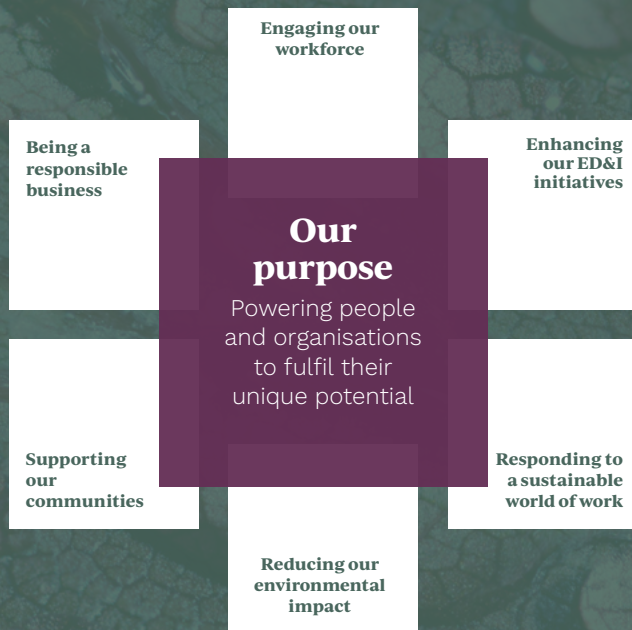 Engaging our
workforce
Being a
responsible
business
Enhancing
our ED&I
initiatives
Our
purpose
Powering people
and organisations
to fulfil their
unique potential
Supporting
our
communities
Responding to
a sustainable
world of work
Reducing our
environmental
impact